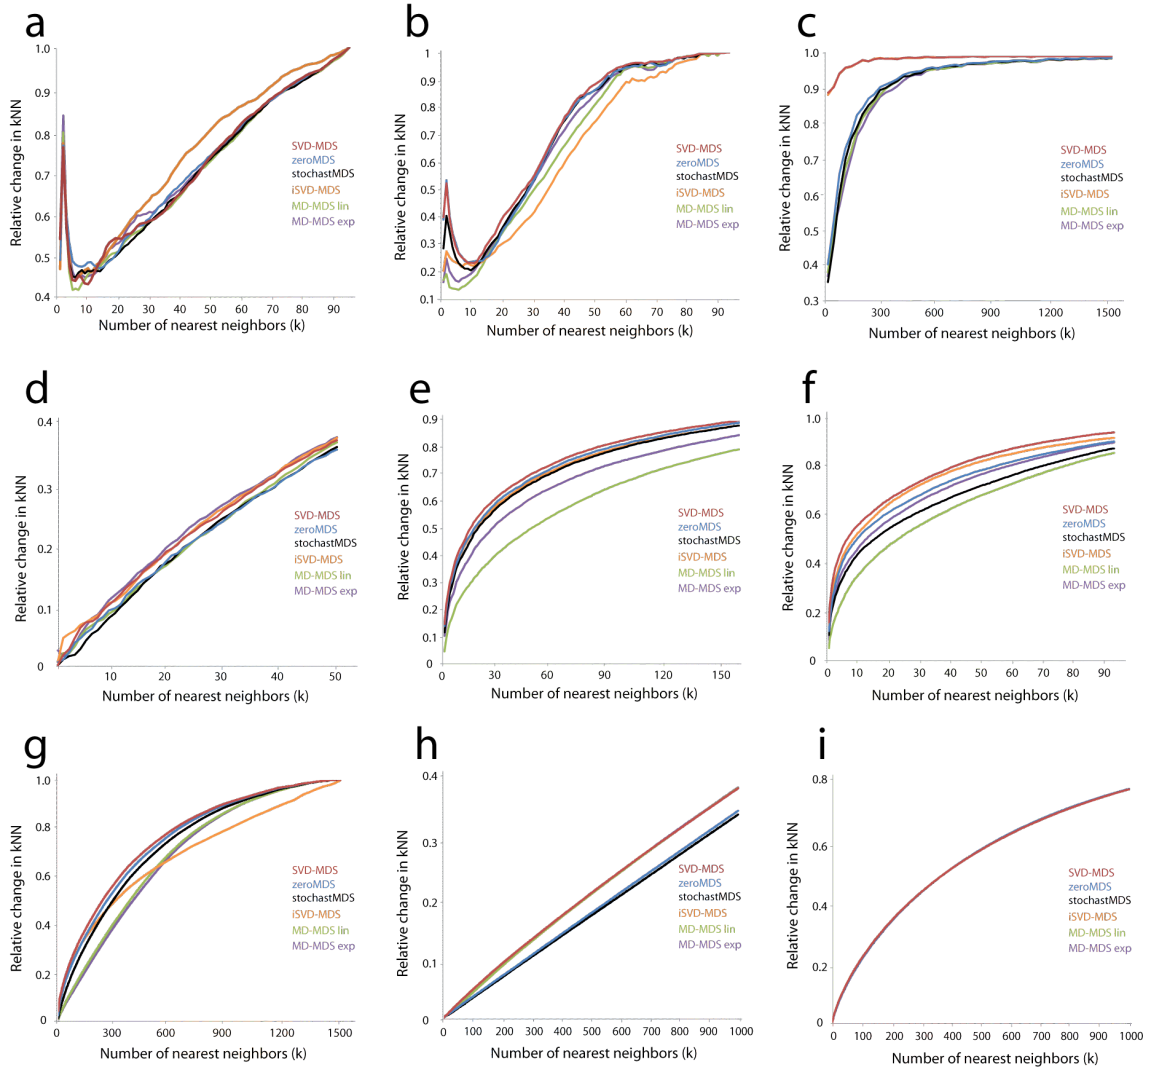 a
1.0
0.9
0.8
0.7
0.6
0.5
0.4
Relative change in kNN
SVD-MDS
zeroMDS
stochastMDS
iSVD-MDS
MD-MDS lin
MD-MDS exp
0 10 20 30 40 50 60 70 80 90
Number of nearest neighbors (k)
b
1
0.9
0.8
0.7
0.6
0.5
0.4
0.3
0.2
0.1
Relative change in kNN
SVD-MDS
zeroMDS
stochastMDS
iSVD-MDS
MD-MDS lin
MD-MDS exp
0 10 20 30 40 50 60 70 80 90
Number of nearest neighbors (k)
c
1.0
0.9
0.8
0.7
0.6
0.5
0.4
0.3
Relative change in kNN
SVD-MDS
zeroMDS
stochastMDS
iSVD-MDS
MD-MDS lin
MD-MDS exp
0 300 600 900 1200 1500
Number of nearest neighbors (k)
d
0.4
0.3
0.2
0.1
0
Relative change in kNN
SVD-MDS
zeroMDS
stochastMDS
iSVD-MDS
MD-MDS lin
MD-MDS exp
10 20 30 40 50
Number of nearest neighbors (k)
e
0.9
0.8
0.7
0.6
0.5
0.4
0.3
0.9
0.1
0
Relative change in kNN
SVD-MDS
zeroMDS
stochastMDS
iSVD-MDS
MD-MDS lin
MD-MDS exp
30 60 90 120 150
Number of nearest neighbors (k)
f
1.0
0.8
0.6
0.4
0.2
0
Relative change in kNN
SVD-MDS
zeroMDS
stochastMDS
iSVD-MDS
MD-MDS lin
MD-MDS exp
0 10 20 30 40 50 60 70 80 90
Number of nearest neighbors (k)
g
1.0
0.8
0.6
0.4
0.2
0
Relative change in kNN
SVD-MDS
zeroMDS
stochastMDS
iSVD-MDS
MD-MDS lin
MD-MDS exp
0 300 600 900 1200 1500
Number of nearest neighbors (k)
h
0.4
0.3
0.2
0.1
0
Relative change in kNN
SVD-MDS
zeroMDS
stochastMDS
iSVD-MDS
MD-MDS lin
MD-MDS exp
0 100 200 300 400 500 600 700 800 900 1000
Number of nearest neighbors (k)
i
0.8
0.6
0.4
0.2
0
Relative change in kNN
SVD-MDS
zeroMDS
stochastMDS
iSVD-MDS
MD-MDS lin
MD-MDS exp
0 100 200 300 400 500 600 700 800 900 1000
Number of nearest neighbors (k)